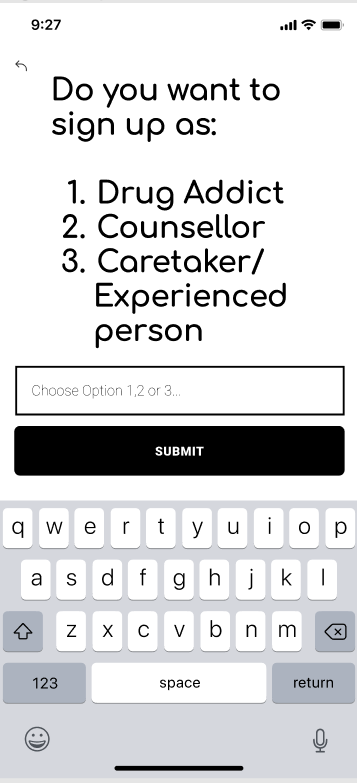 9:27
Do you want to
sign up as:
1. Drug Addict
2. Counsellor
3. Caretaker/
Experienced
person
Choose Option 1,2 or 3...
SUBMIT
q w e r t y u i o p
a s d f g h j k l
z x c v b n m
123 space return